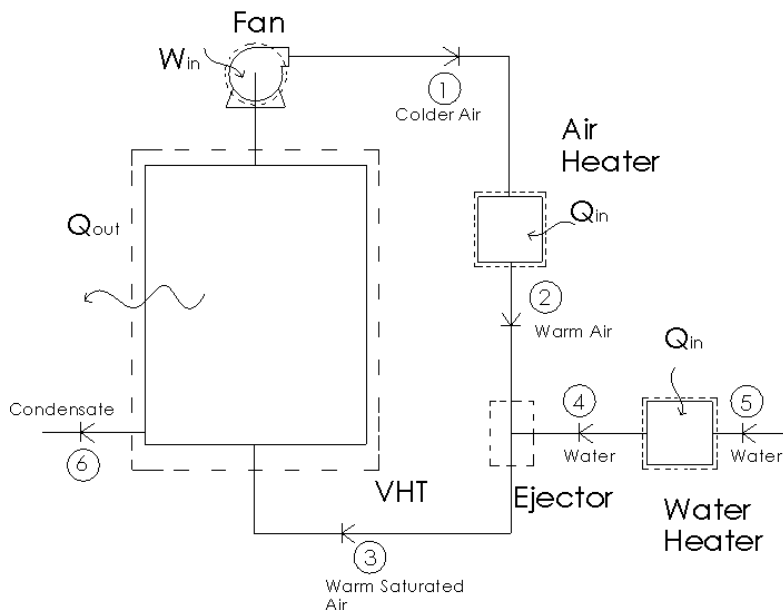 Fan
Win
1
Colder Air
Air
Heater
Qin
Qout
2
Warm Air
Qin
Condensate
4
5
6
Water
Water
VHT
Ejector
Water
Heater
3
Warm Saturated
Air